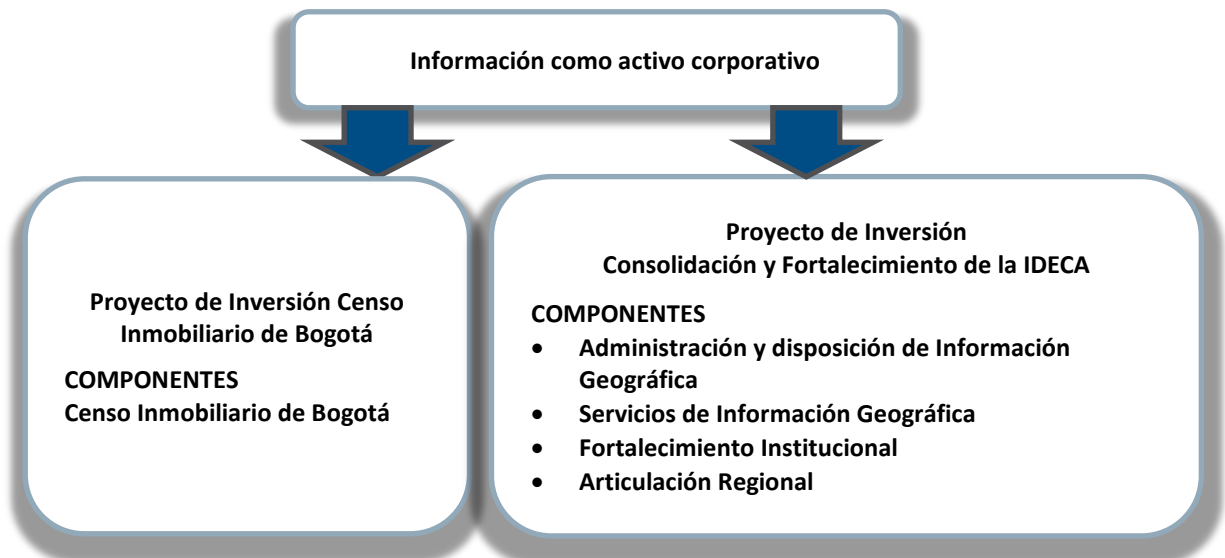 Información como activo corporativo
Proyecto de Inversión Censo
Inmobiliario de Bogotá
COMPONENTES
Censo Inmobiliario de Bogotá
Proyecto de Inversión
Consolidación y Fortalecimiento de la IDECA
COMPONENTES
• Administración y disposición de Información
Geográfica
• Servicios de Información Geográfica
• Fortalecimiento Institucional
• Articulación Regional